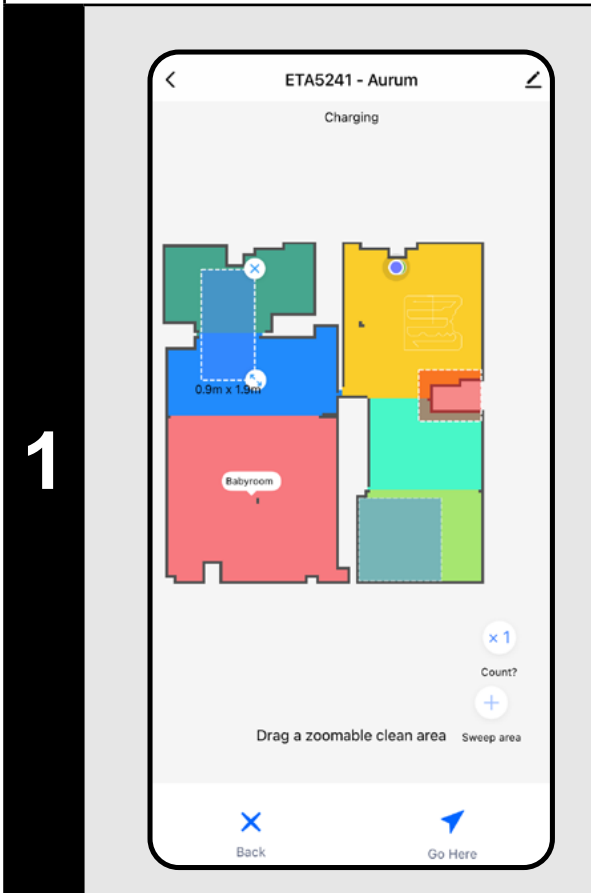 1
ETA5241 - Aurum
Charging
0.9m x 1.9m
Babyroom
× 1
Count?
Drag a zoomable clean area
Sweep area
Back
Go Here